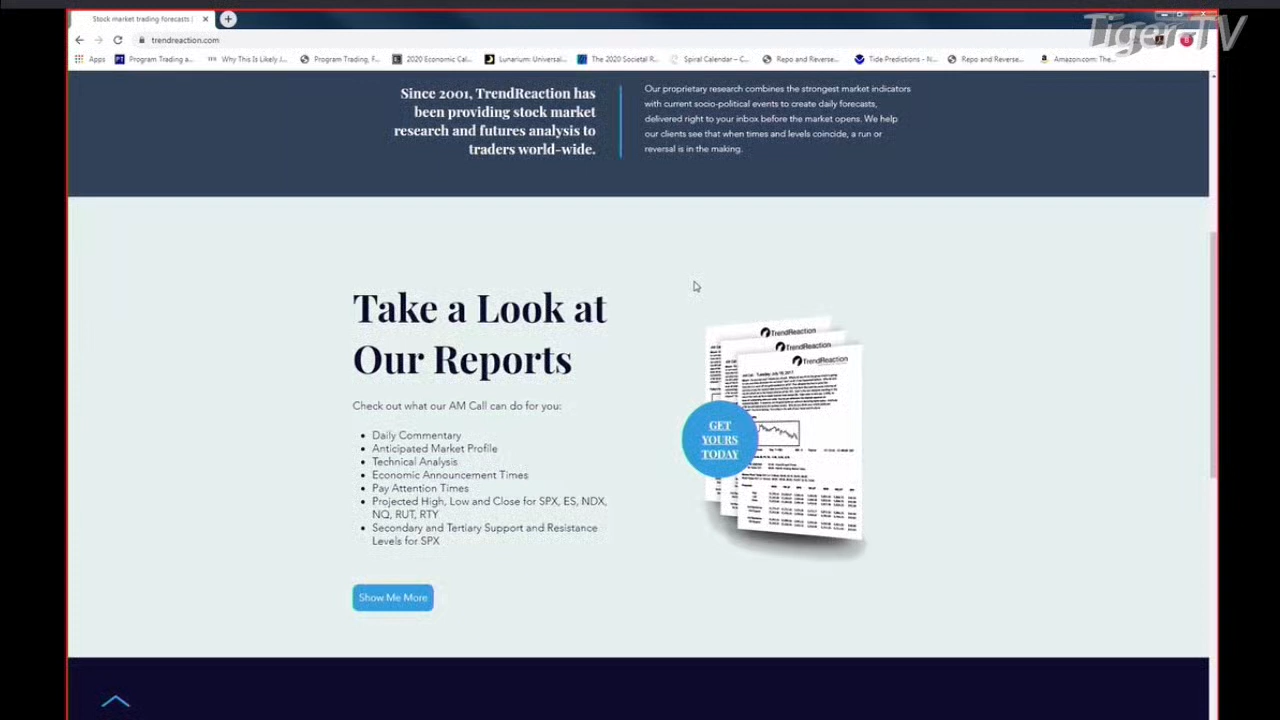 Tiger-TV
Stock market trading forecasts |
trendreaction.com
Apps
Program Trading a...
Why This Is Likely J...
Program Trading, F...
2020 Economic Cal...
Lunarium: Universal...
The 2020 Societal R...
Spiral Calendar – C...
Repo and Reverse...
Tide Predictions - N...
Repo and Reverse...
Amazon.com: The...
Since 2001, TrendReaction has
been providing stock market
research and futures analysis to
traders world-wide.
Our proprietary research combines the strongest market indicators
with current socio-political events to create daily forecasts,
delivered right to your inbox before the market opens. We help
our clients see that when times and levels coincide, a run or
reversal is in the making.
Take a Look at
Our Reports
Check out what our AM Call can do for you:
Daily Commentary
Anticipated Market Profile
Technical Analysis
Economic Announcement Times
Pay Attention Times
Projected High, Low and Close for SPX, ES, NDX,
NQ, RUT, RTY
Secondary and Tertiary Support and Resistance
Levels for SPX
Show Me More
TrendReaction
TrendReaction
TrendReaction
GET
YOURS
TODAY